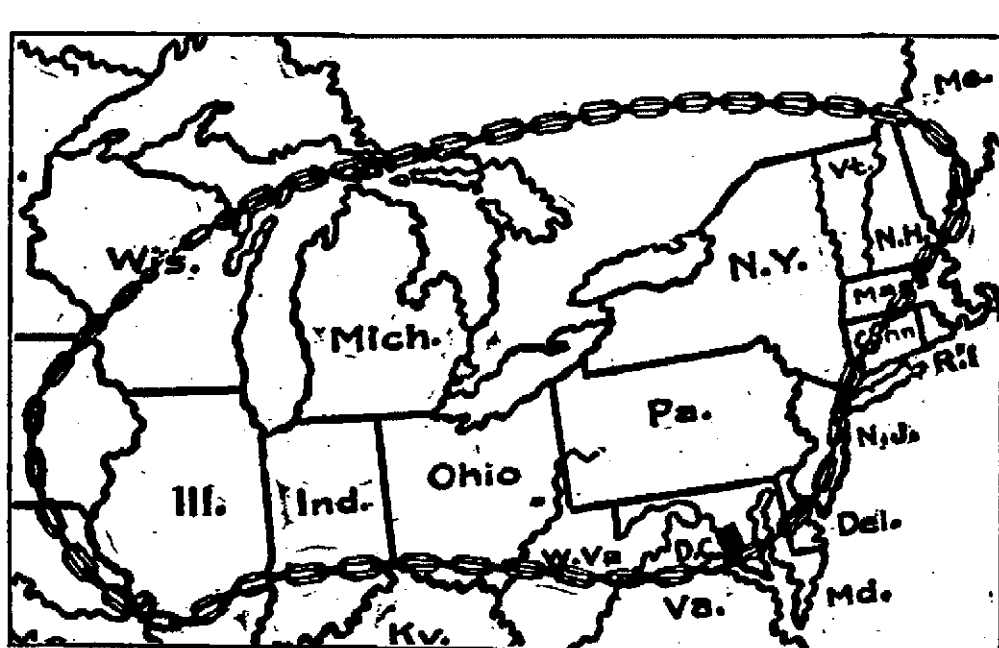 Me.
Vt.
N.H.
Wis.
N.Y.
Mass
Mich.
Conn
R.I
Pa.
N.J.
Ohio
Ill.
Ind.
Del.
W.Va
D.C.
Va.
Md.
Ky.